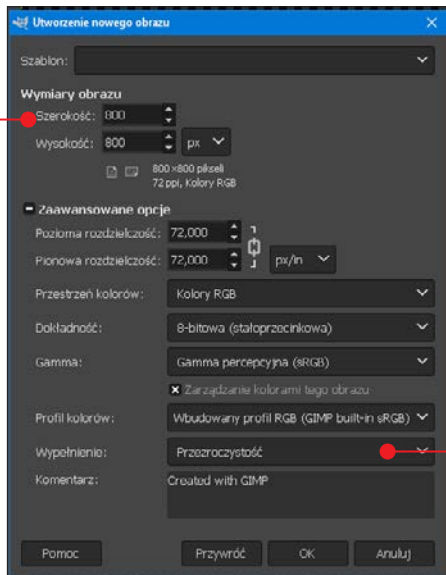 Utworzenie nowego obrazu
Szablon:
Wymiary obrazu
Szerokość: 800
Wysokość: 800 px
800 × 800 pikseli
72 ppi, Kolory RGB
Zaawansowane opcje
Pozioma rozdzielczość: 72,000
Pionowa rozdzielczość: 72,000 px/in
Przestrzeń kolorów: Kolory RGB
Dokładność: 8-bitowa (stałoprzecinkowa)
Gamma: Gamma percepcyjna (sRGB)
Zarządzanie kolorami tego obrazu
Profil kolorów: Wbudowany profil RGB (GIMP built-in sRGB)
Wypełnienie: Przezroczystość
Komentarz: Created with GIMP
Pomoc Przywróć OK Anuluj